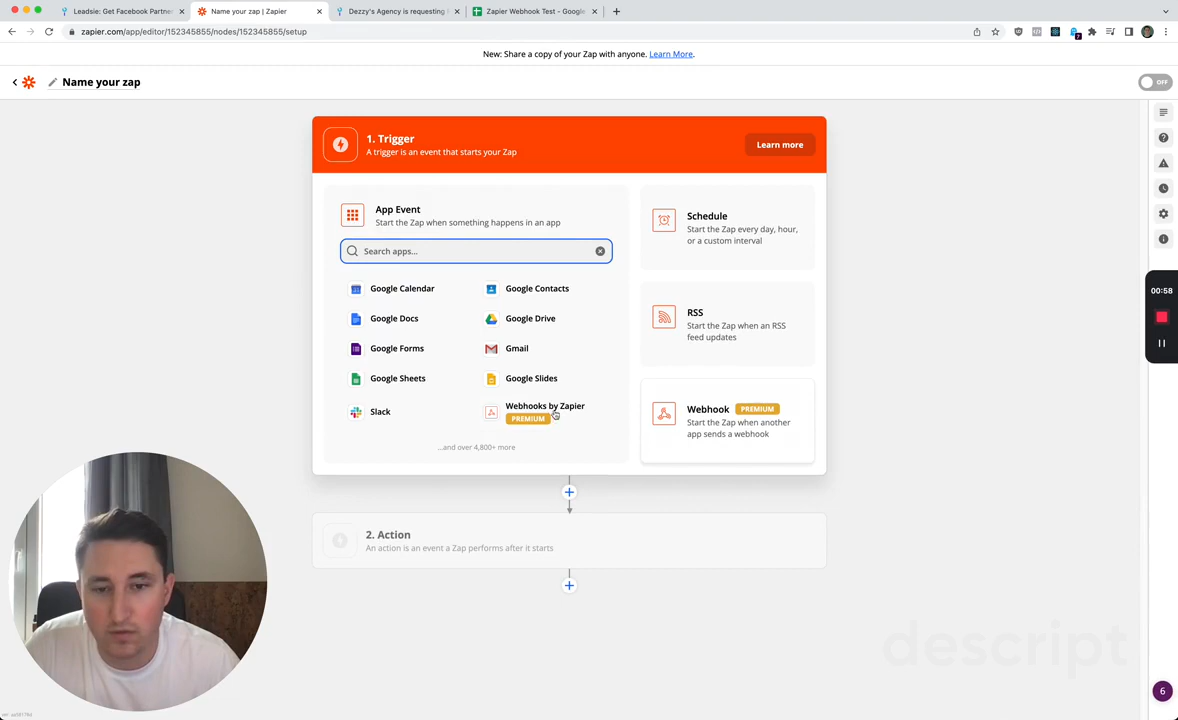 Leadsie: Get Facebook Partner
Name your zap | Zapier
Dezzy's Agency is requesting
Zapier Webhook Test - Google
zapier.com/app/editor/152345855/nodes/152345855/setup
New: Share a copy of your Zap with anyone. Learn More.
Name your zap
OFF
1. Trigger
A trigger is an event that starts your Zap
Learn more
App Event
Start the Zap when something happens in an app
Search apps...
Google Calendar
Google Contacts
Google Docs
Google Drive
Google Forms
Gmail
Google Sheets
Google Slides
Slack
Webhooks by Zapier
PREMIUM
...and over 4,800+ more
Schedule
Start the Zap every day, hour,
or a custom interval
RSS
Start the Zap when an RSS
feed updates
Webhook PREMIUM
Start the Zap when another
app sends a webhook
00:58
2. Action
An action is an event a Zap performs after it starts
descript
6